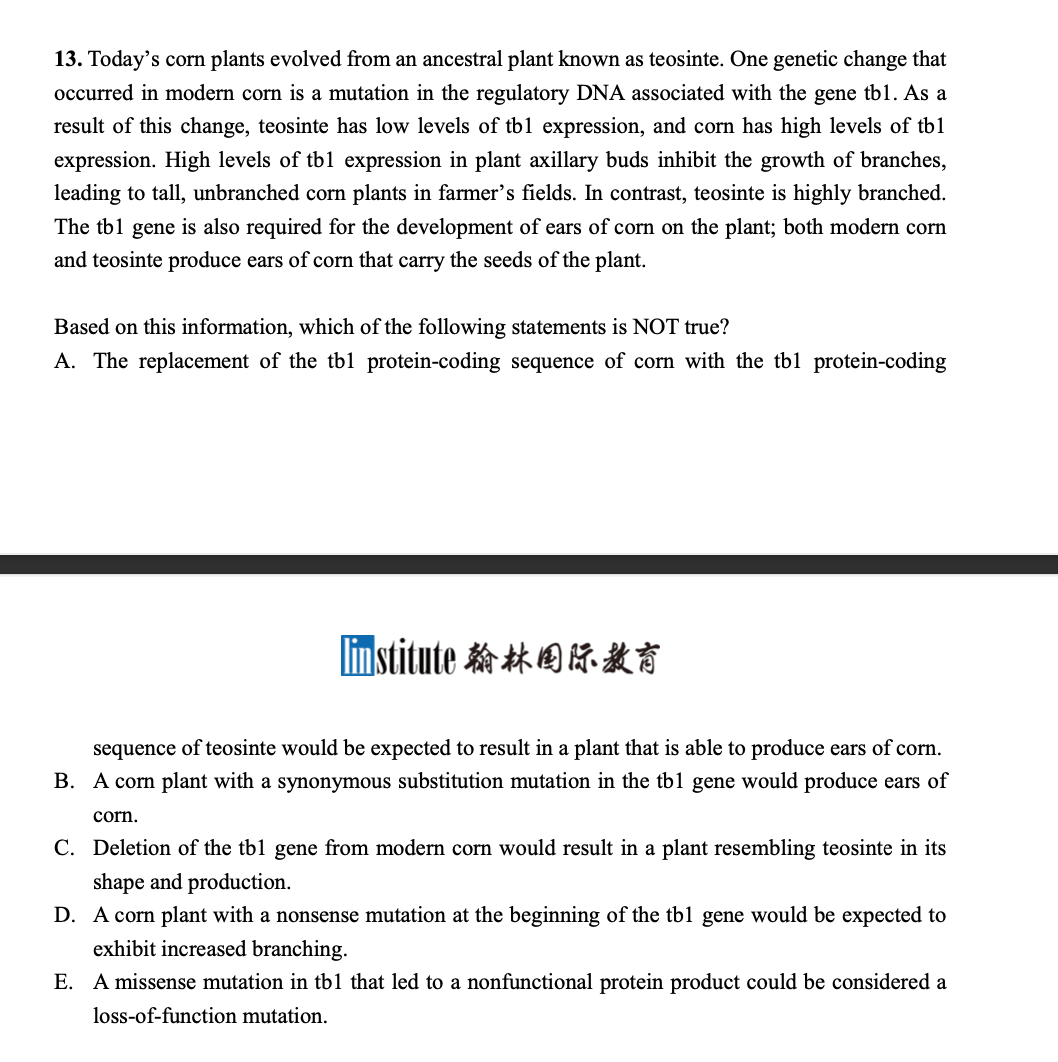 13. Today’s corn plants evolved from an ancestral plant known as teosinte. One genetic change that
occurred in modern corn is a mutation in the regulatory DNA associated with the gene tb1. As a
result of this change, teosinte has low levels of tb1 expression, and corn has high levels of tb1
expression. High levels of tb1 expression in plant axillary buds inhibit the growth of branches,
leading to tall, unbranched corn plants in farmer’s fields. In contrast, teosinte is highly branched.
The tb1 gene is also required for the development of ears of corn on the plant; both modern corn
and teosinte produce ears of corn that carry the seeds of the plant.
Based on this information, which of the following statements is NOT true?
A. The replacement of the tb1 protein-coding sequence of corn with the tb1 protein-coding
linstitute 翰林国际教育
sequence of teosinte would be expected to result in a plant that is able to produce ears of corn.
B. A corn plant with a synonymous substitution mutation in the tb1 gene would produce ears of
corn.
C. Deletion of the tb1 gene from modern corn would result in a plant resembling teosinte in its
shape and production.
D. A corn plant with a nonsense mutation at the beginning of the tb1 gene would be expected to
exhibit increased branching.
E. A missense mutation in tb1 that led to a nonfunctional protein product could be considered a
loss-of-function mutation.